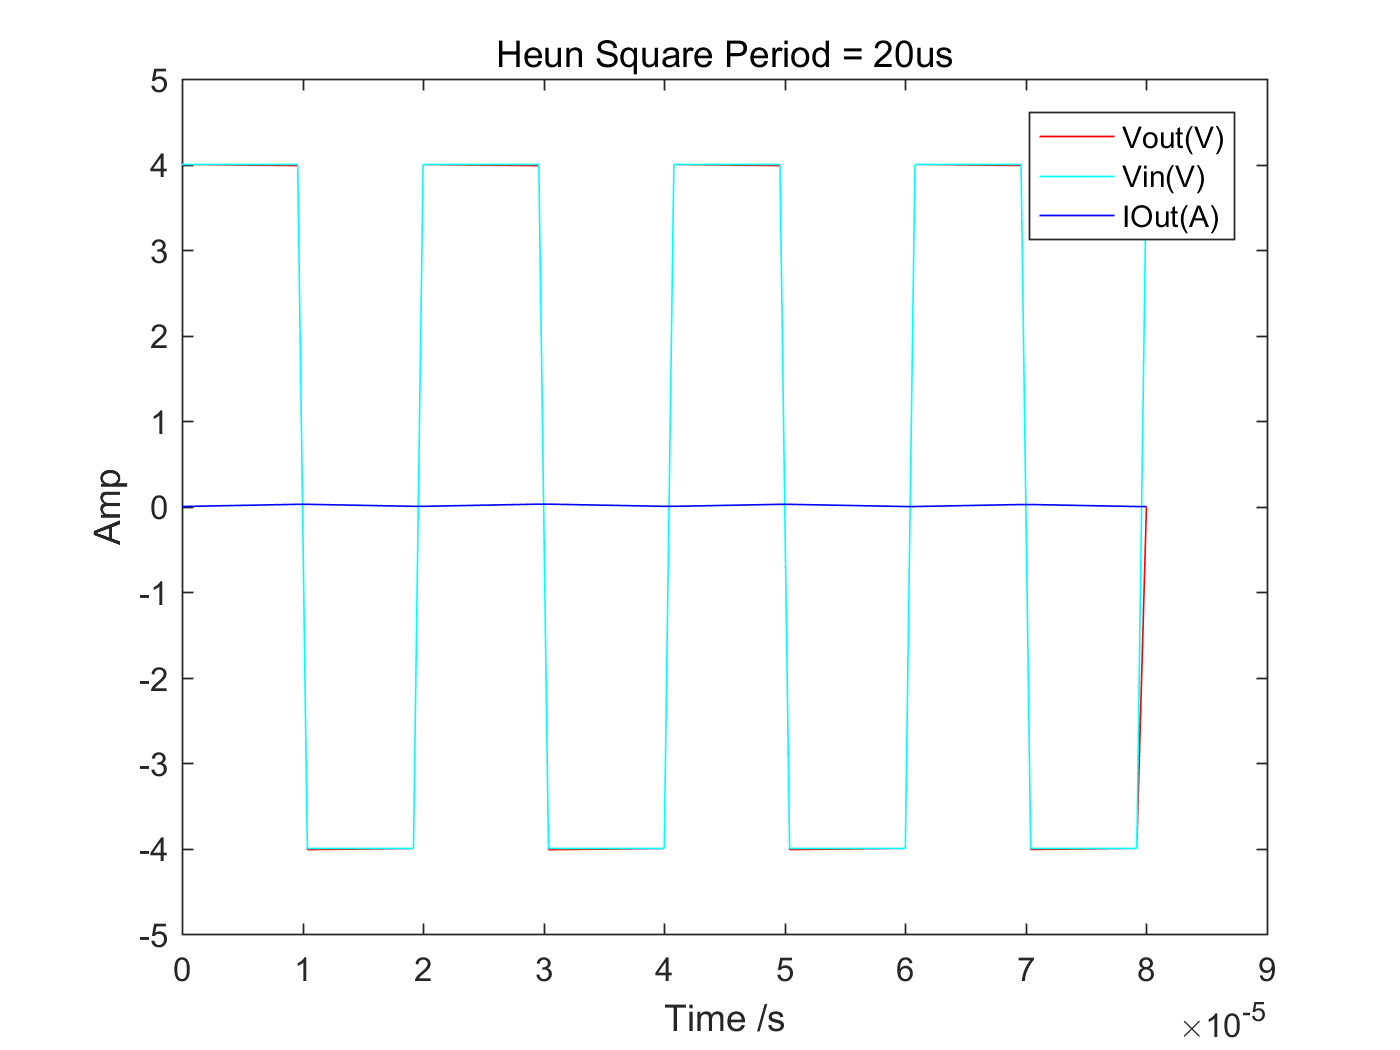 Heun Square Period = 20us
5
4
3
2
1
0
-1
-2
-3
-4
-5
Amp
Vout(V)
Vin(V)
IOut(A)
0 1 2 3 4 5 6 7 8 9
Time /s
×10-5